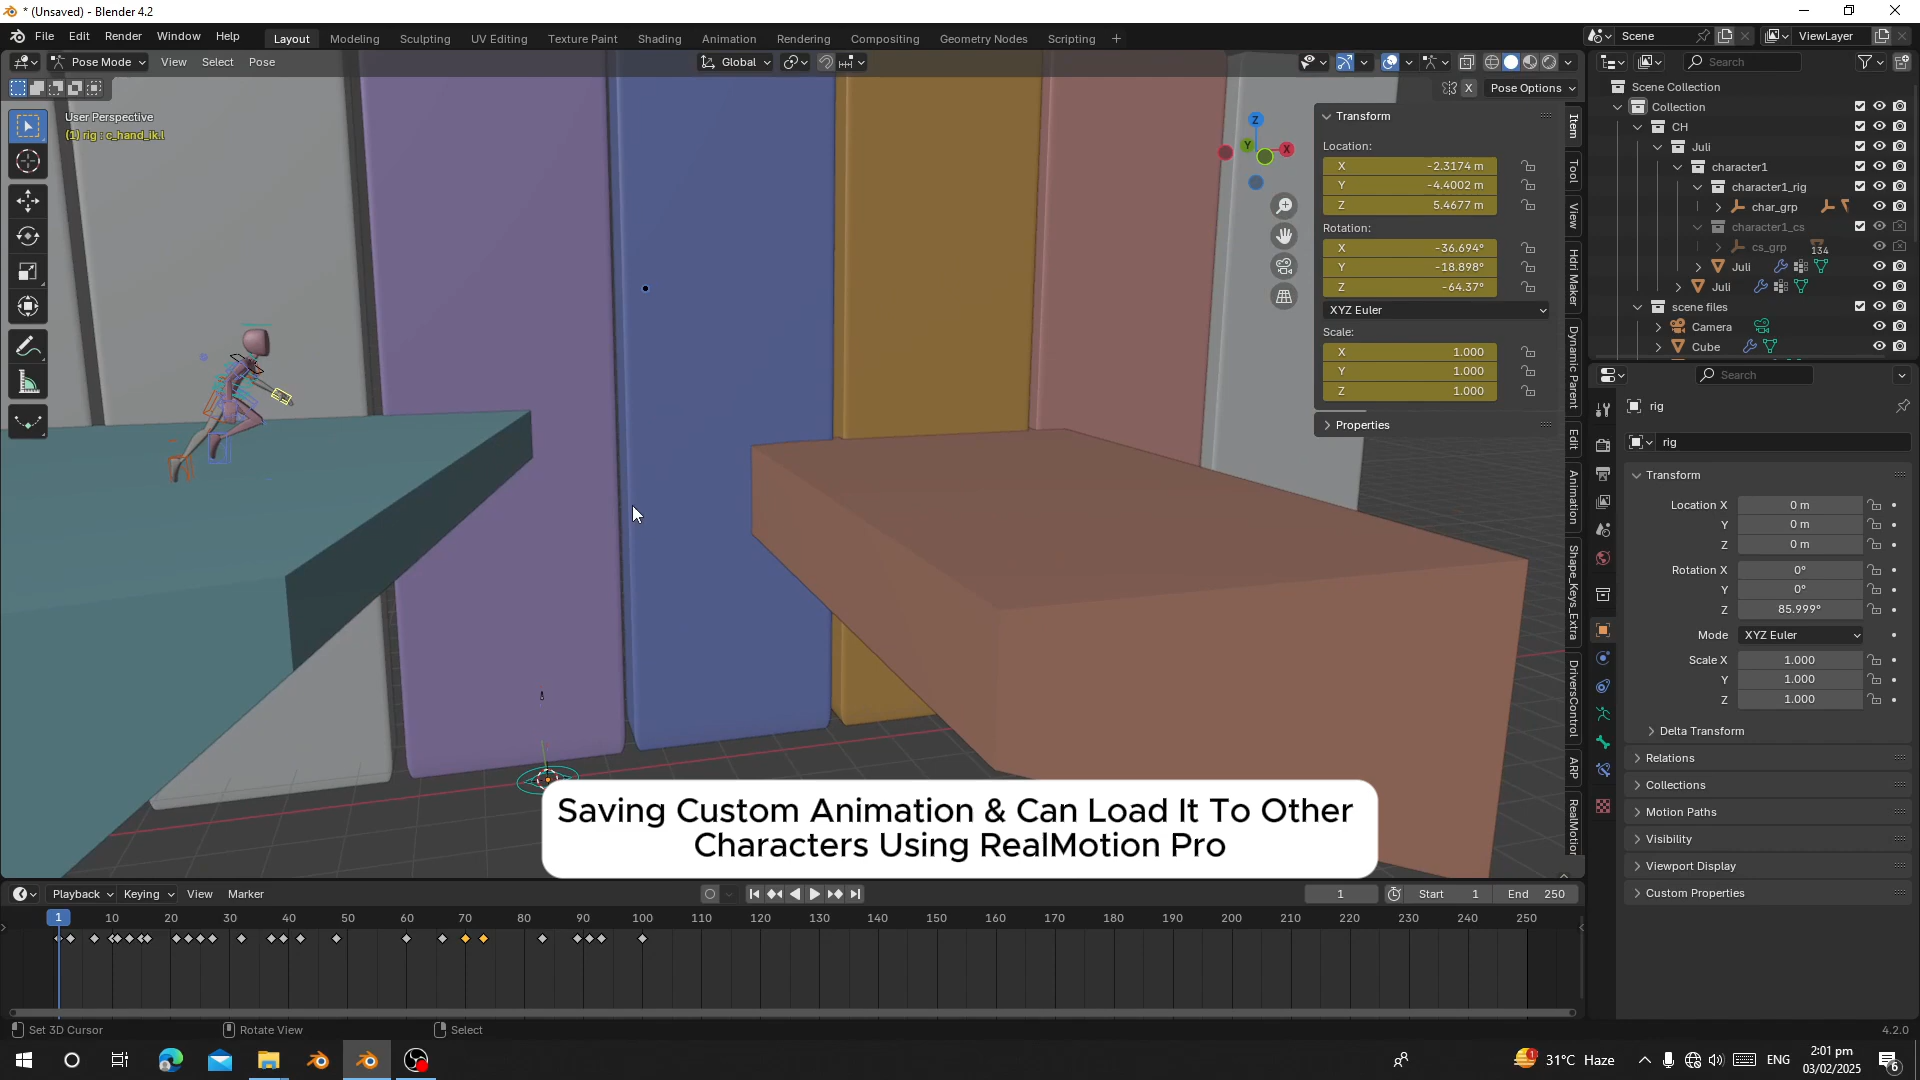 * (Unsaved) - Blender 4.2
File Edit Render Window Help
Layout Modeling Sculpting UV Editing Texture Paint Shading Animation Rendering Compositing Geometry Nodes Scripting +
Scene
ViewLayer
Pose Mode View Select Pose
Global
Search
X Pose Options
User Perspective
(1) rig : c_hand_ik.l
Z
Y
X
Transform
Location:
X -2.3174 m
Y -4.4002 m
Z 5.4677 m
Rotation:
X -36.694°
Y -18.898°
Z -64.37°
XYZ Euler
Scale:
X 1.000
Y 1.000
Z 1.000
Properties
Item
Tool
View
Hdri Maker
Dynamic Parent
Edit
Animation
Shape_Keys_Extra
DriversControl
ARP
RealMotion
Scene Collection
Collection
CH
Juli
character1
character1_rig
char_grp
character1_cs
cs_grp 134
Juli
Juli
scene files
Camera
Cube
Search
rig
rig
Transform
Location X 0 m
Y 0 m
Z 0 m
Rotation X 0°
Y 0°
Z 85.999°
Mode XYZ Euler
Scale X 1.000
Y 1.000
Z 1.000
Delta Transform
Relations
Collections
Motion Paths
Visibility
Viewport Display
Custom Properties
Saving Custom Animation & Can Load It To Other
Characters Using RealMotion Pro
Playback Keying View Marker
1 Start 1 End 250
1 10 20 30 40 50 60 70 80 90 100 110 120 130 140 150 160 170 180 190 200 210 220 230 240 250
Set 3D Cursor Rotate View Select
4.2.0
31°C Haze
ENG
2:01 pm
03/02/2025
6